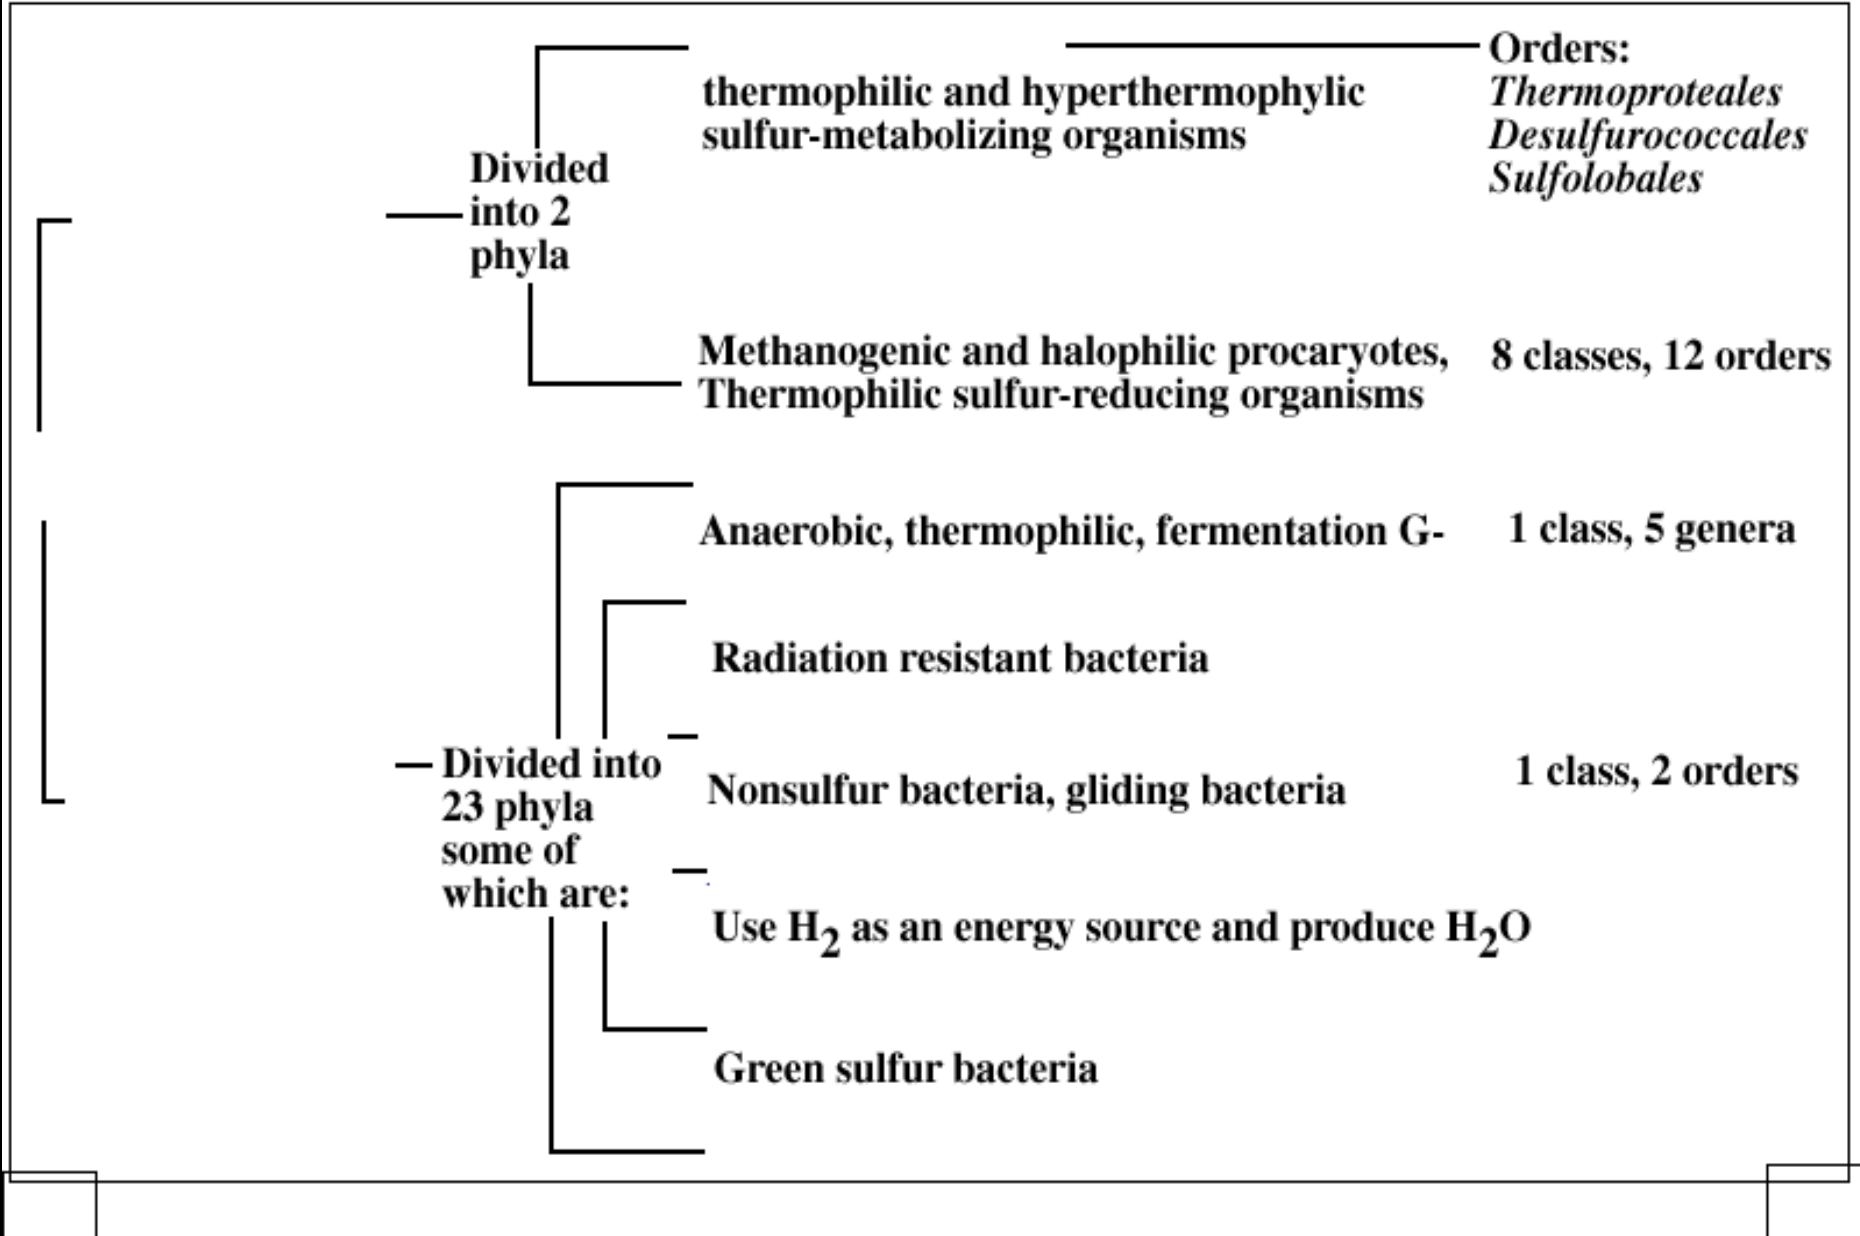 Orders:
thermophilic and hyperthermophylic
Thermoproteales
sulfur-metabolizing organisms
Desulfurococcales
Sulfolobales
Divided
into 2
phyla
Methanogenic and halophilic procaryotes,
8 classes, 12 orders
Thermophilic sulfur-reducing organisms
Anaerobic, thermophilic, fermentation G-
1 class, 5 genera
Radiation resistant bacteria
Divided into
23 phyla
some of
which are:
Nonsulfur bacteria, gliding bacteria
1 class, 2 orders
Use H2 as an energy source and produce H2O
Green sulfur bacteria